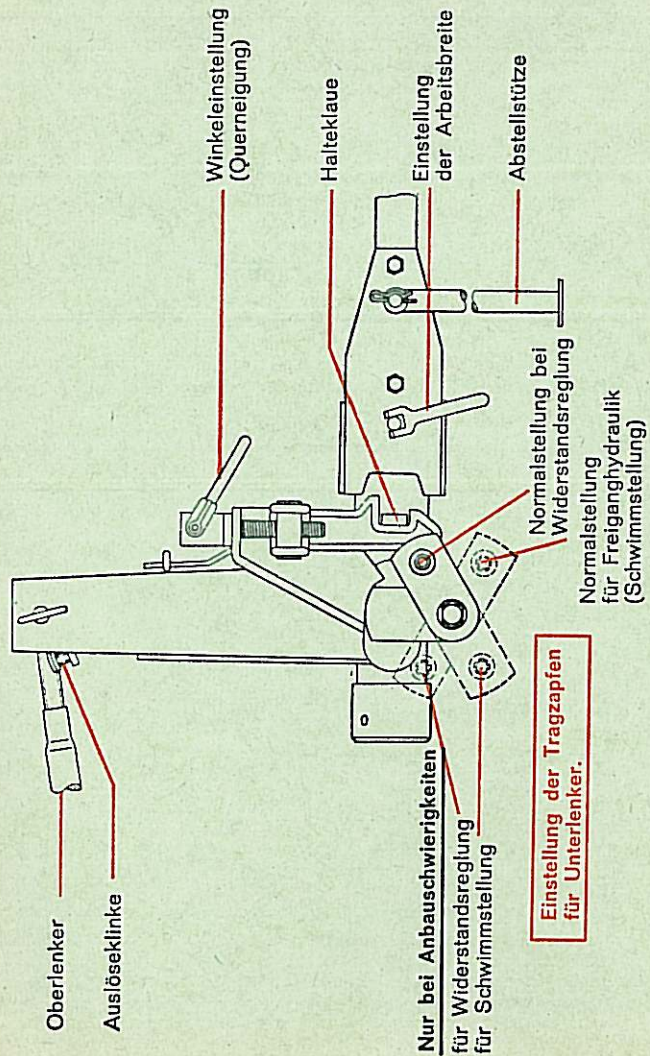 Oberlenker
Auslöseklinke
Winkeleinstellung
(Querneigung)
Halteklaue
Einstellung
der Arbeitsbreite
Abstellstütze
Normalstellung bei
Widerstandsreglung
Normalstellung
für Freiganghydraulik
(Schwimmstellung)
Nur bei Anbauschwierigkeiten
für Widerstandsreglung
für Schwimmstellung
Einstellung der Tragzapfen
für Unterlenker.